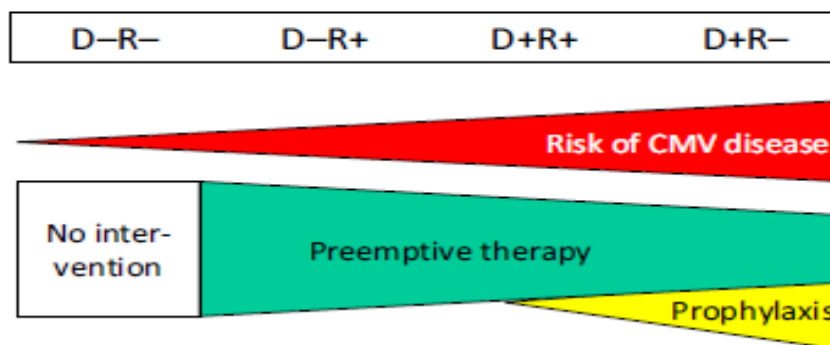 D–R– D–R+ D+R+ D+R–
Risk of CMV disease
No inter-
vention
Preemptive therapy
Prophylaxis